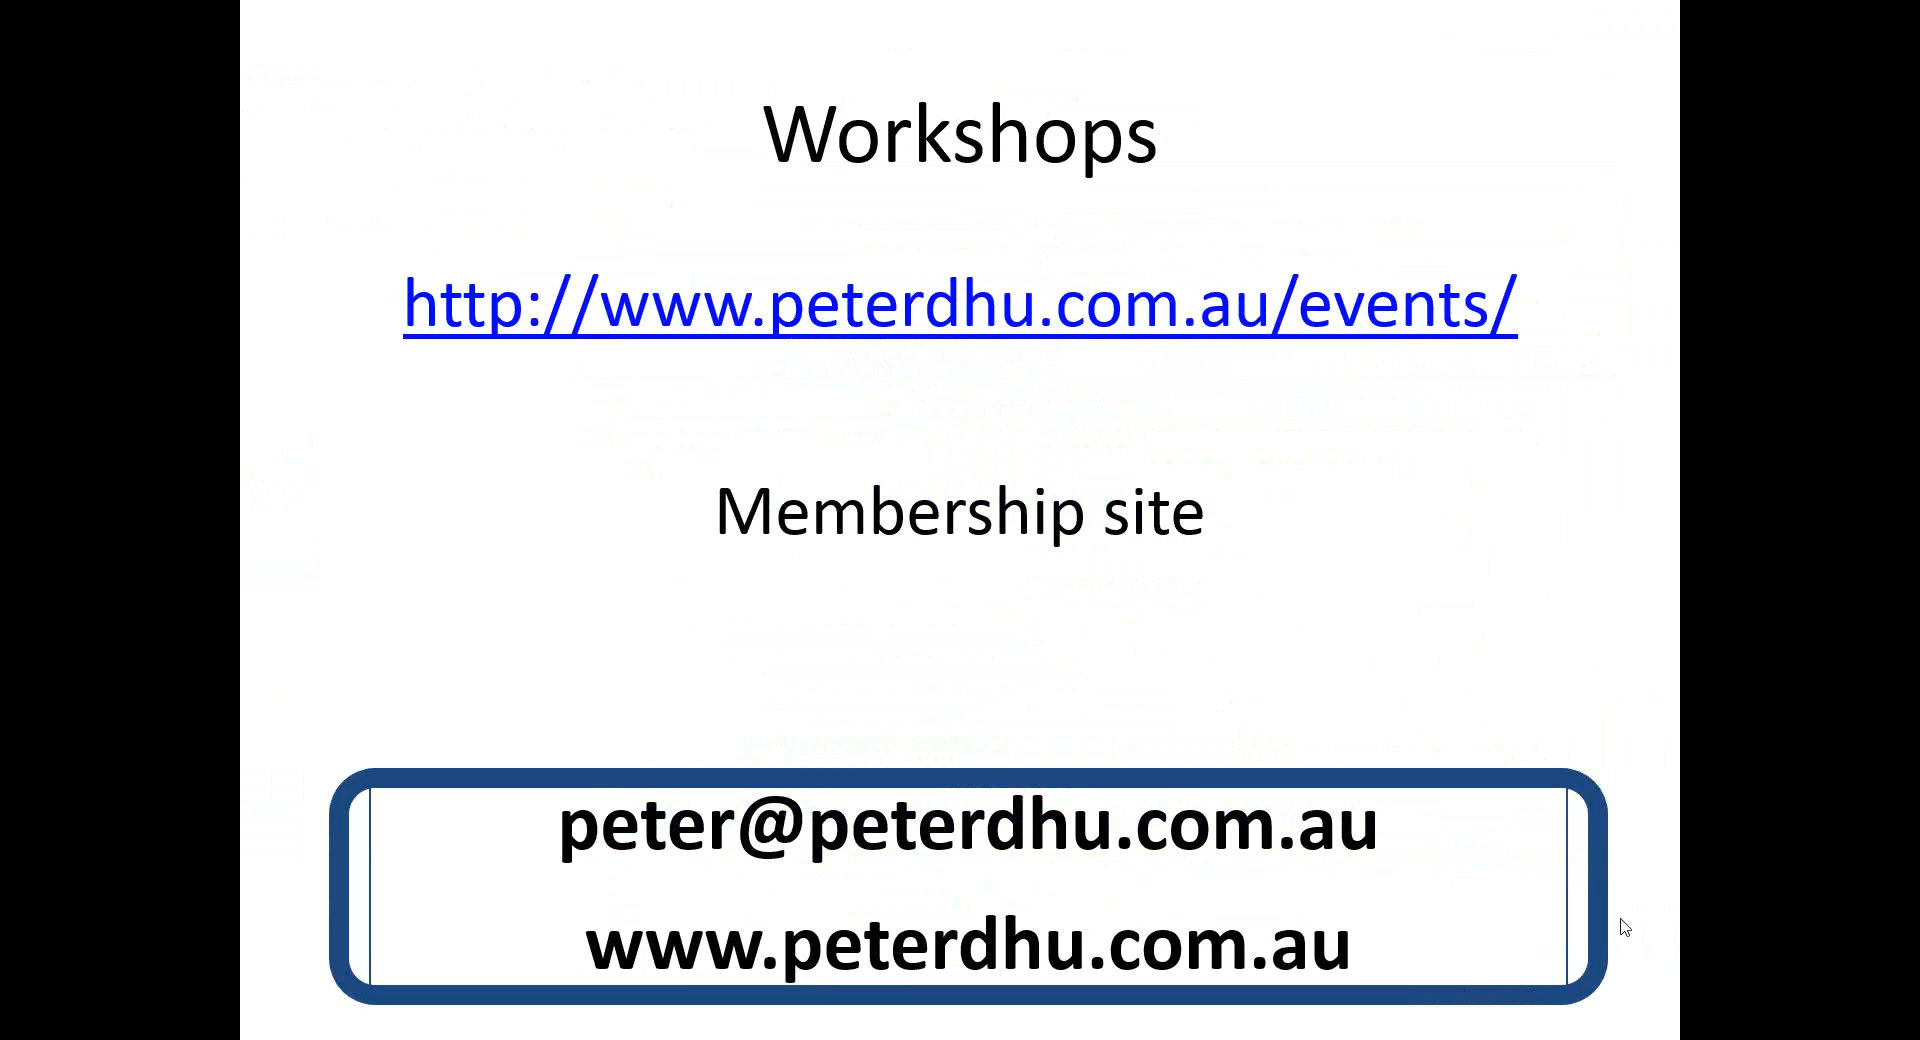 Workshops
http://www.peterdhu.com.au/events/
Membership site
peter@peterdhu.com.au
www.peterdhu.com.au